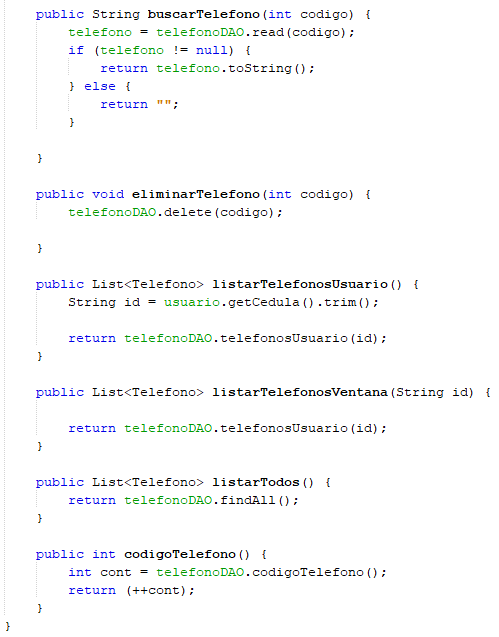 public String buscarTelefono(int codigo) {
telefono = telefonoDAO.read(codigo);
if (telefono != null) {
return telefono.toString();
} else {
return "";
}
}
public void eliminarTelefono(int codigo) {
telefonoDAO.delete(codigo);
}
public List<Telefono> listarTelefonosUsuario() {
String id = usuario.getCedula().trim();
return telefonoDAO.telefonosUsuario(id);
}
public List<Telefono> listarTelefonosVentana(String id) {
return telefonoDAO.telefonosUsuario(id);
}
public List<Telefono> listarTodos() {
return telefonoDAO.findAll();
}
public int codigoTelefono() {
int cont = telefonoDAO.codigoTelefono();
return (++cont);
}
}